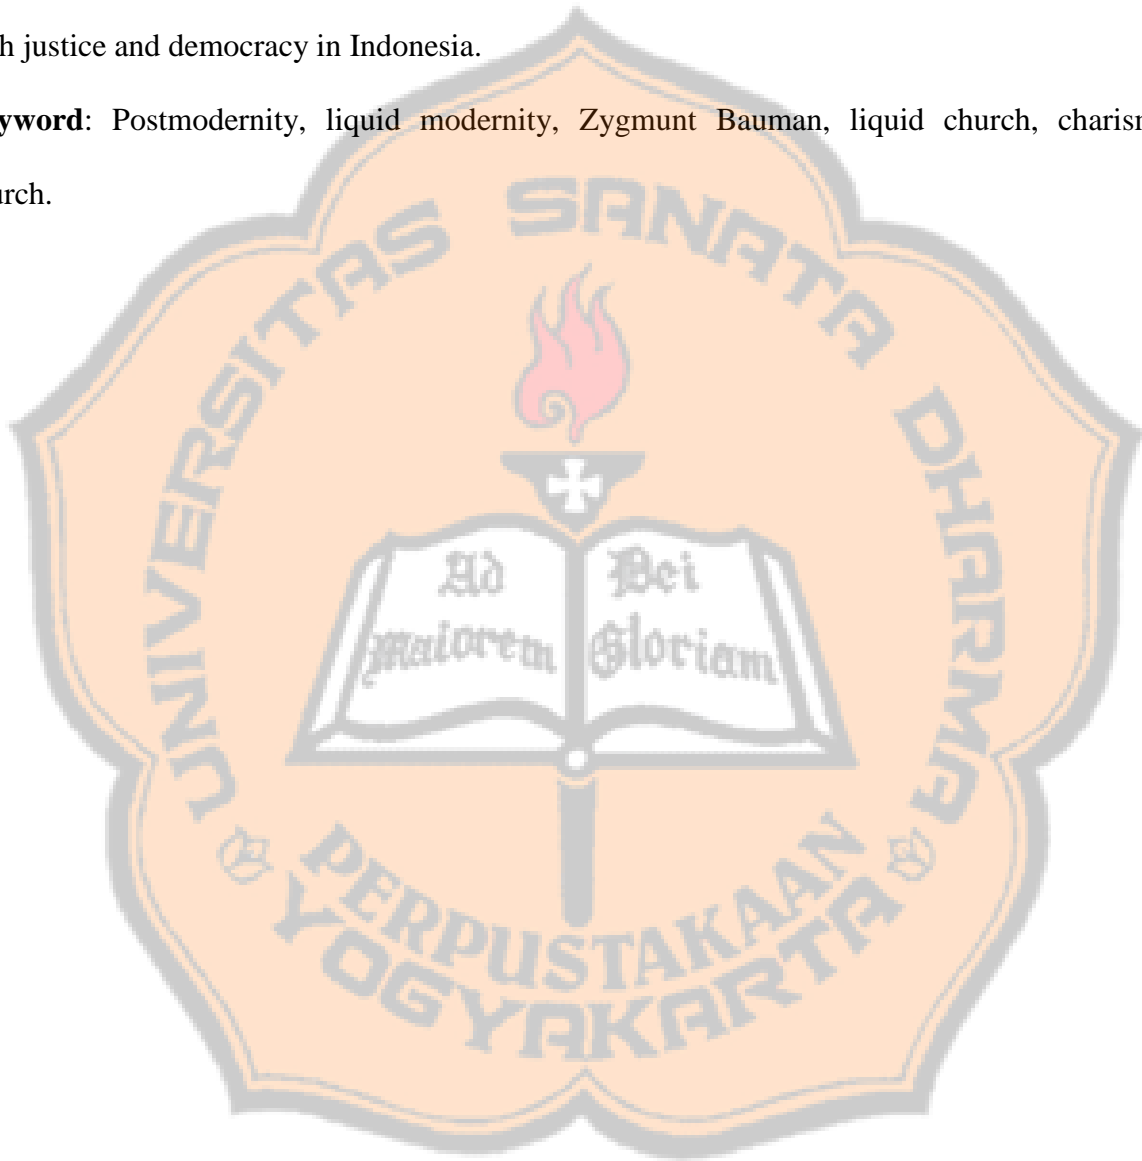 h justice and democracy in Indonesia.
yword: Postmodernity, liquid modernity, Zygmunt Bauman, liquid church, charism
urch.
UNIVERSITAS SANATA DHARMA
Ad Dei
Maiorem Gloriam
PERPUSTAKAAN
YOGYAKARTA